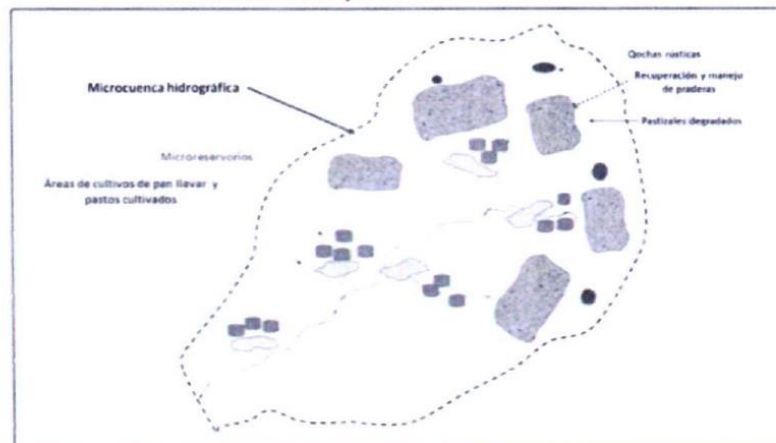 Qochas rústicas
Recuperación y manejo
de praderas
Microcuenca hidrográfica
Pastizales degradados
Microreservorios
Áreas de cultivos de pan llevar y
pastos cultivados